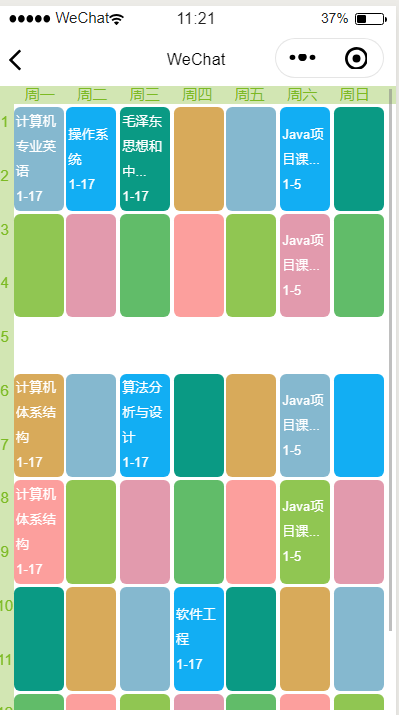 WeChat 11:21 37%
WeChat
周一 周二 周三 周四 周五 周六 周日
1
计算机
专业英
语
1-17
操作系
统
1-17
毛泽东
思想和
中...
1-17
Java项
目课...
1-5
2
3
Java项
目课...
1-5
4
5
6
计算机
体系结
构
1-17
算法分
析与设
计
1-17
Java项
目课...
1-5
7
8
计算机
体系结
构
1-17
Java项
目课...
1-5
9
10
软件工
程
1-17
11